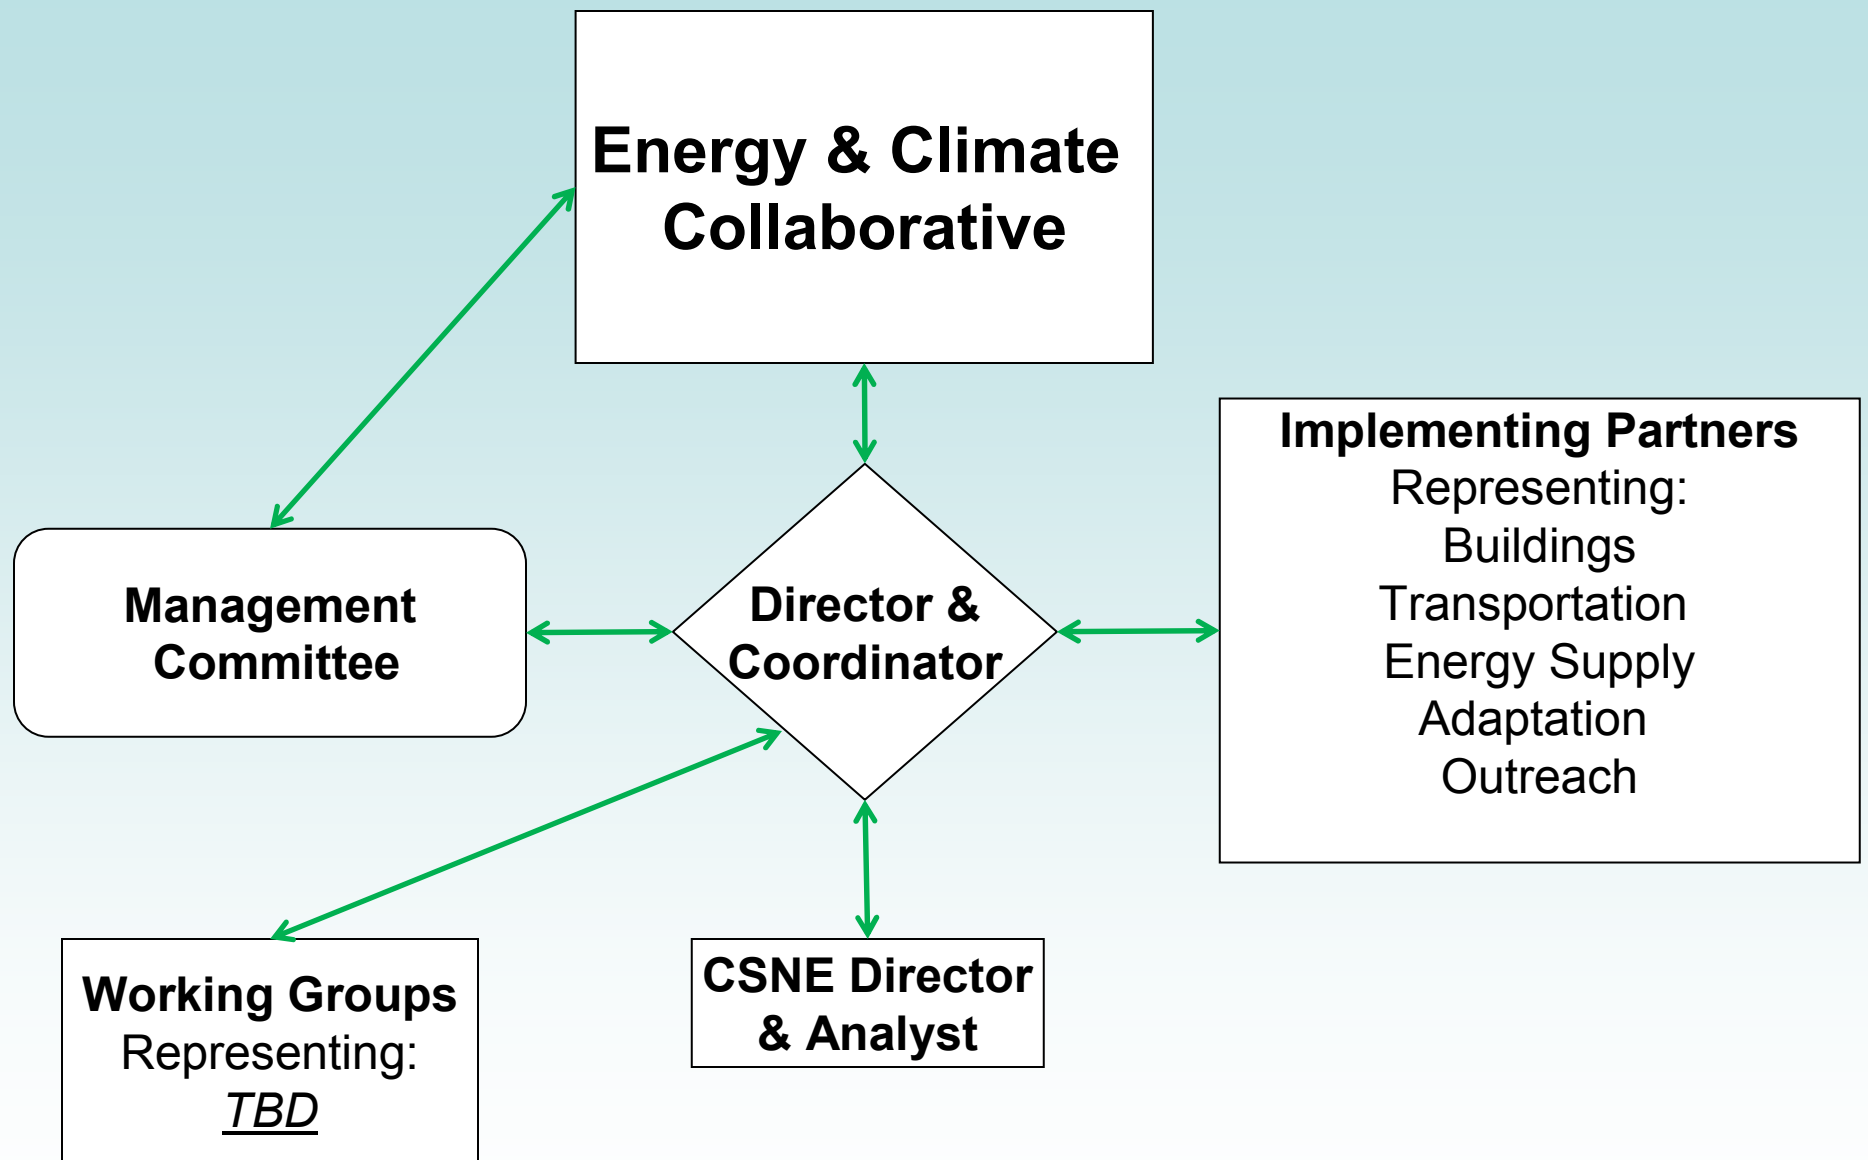 Energy & Climate
Collaborative
Management
Committee
Director &
Coordinator
Implementing Partners
Representing:
Buildings
Transportation
Energy Supply
Adaptation
Outreach
Working Groups
Representing:
TBD
CSNE Director
& Analyst